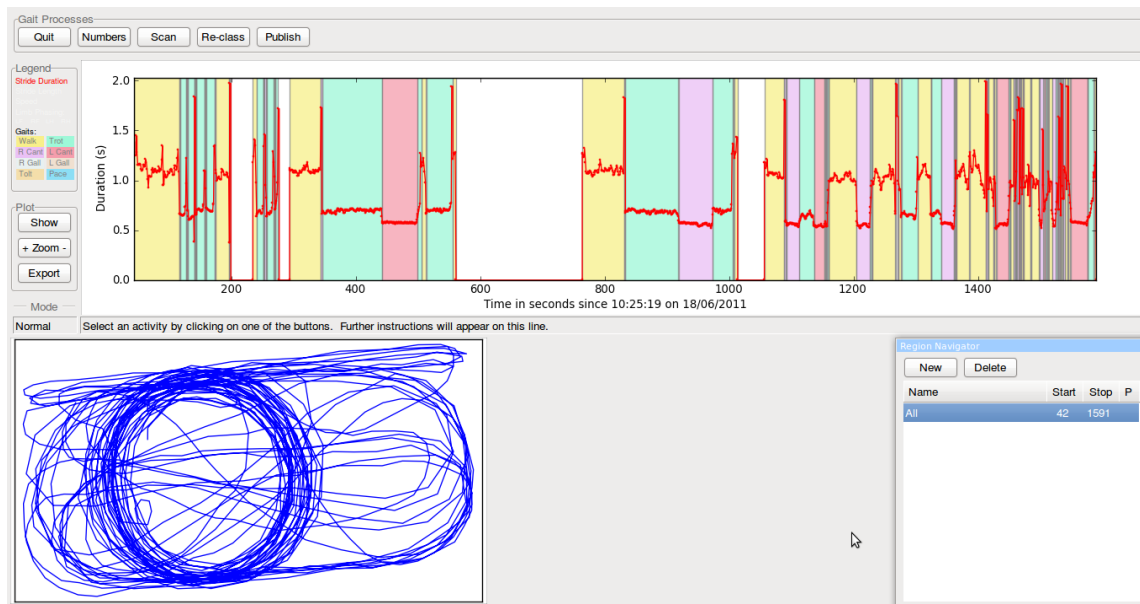 Gait Processes
Quit Numbers Scan Re-class Publish
Legend
Stride Duration
Gaits:
Walk Trot
R Cant L Cant
R Gall L Gall
Tolt Pace
Plot
Show
+ Zoom -
Export
Mode
Normal
2.0
1.5
1.0
0.5
0.0
Duration (s)
200 400 600 800 1000 1200 1400
Time in seconds since 10:25:19 on 18/06/2011
Select an activity by clicking on one of the buttons. Further instructions will appear on this line.
Region Navigator
New Delete
Name Start Stop P
All 42 1591